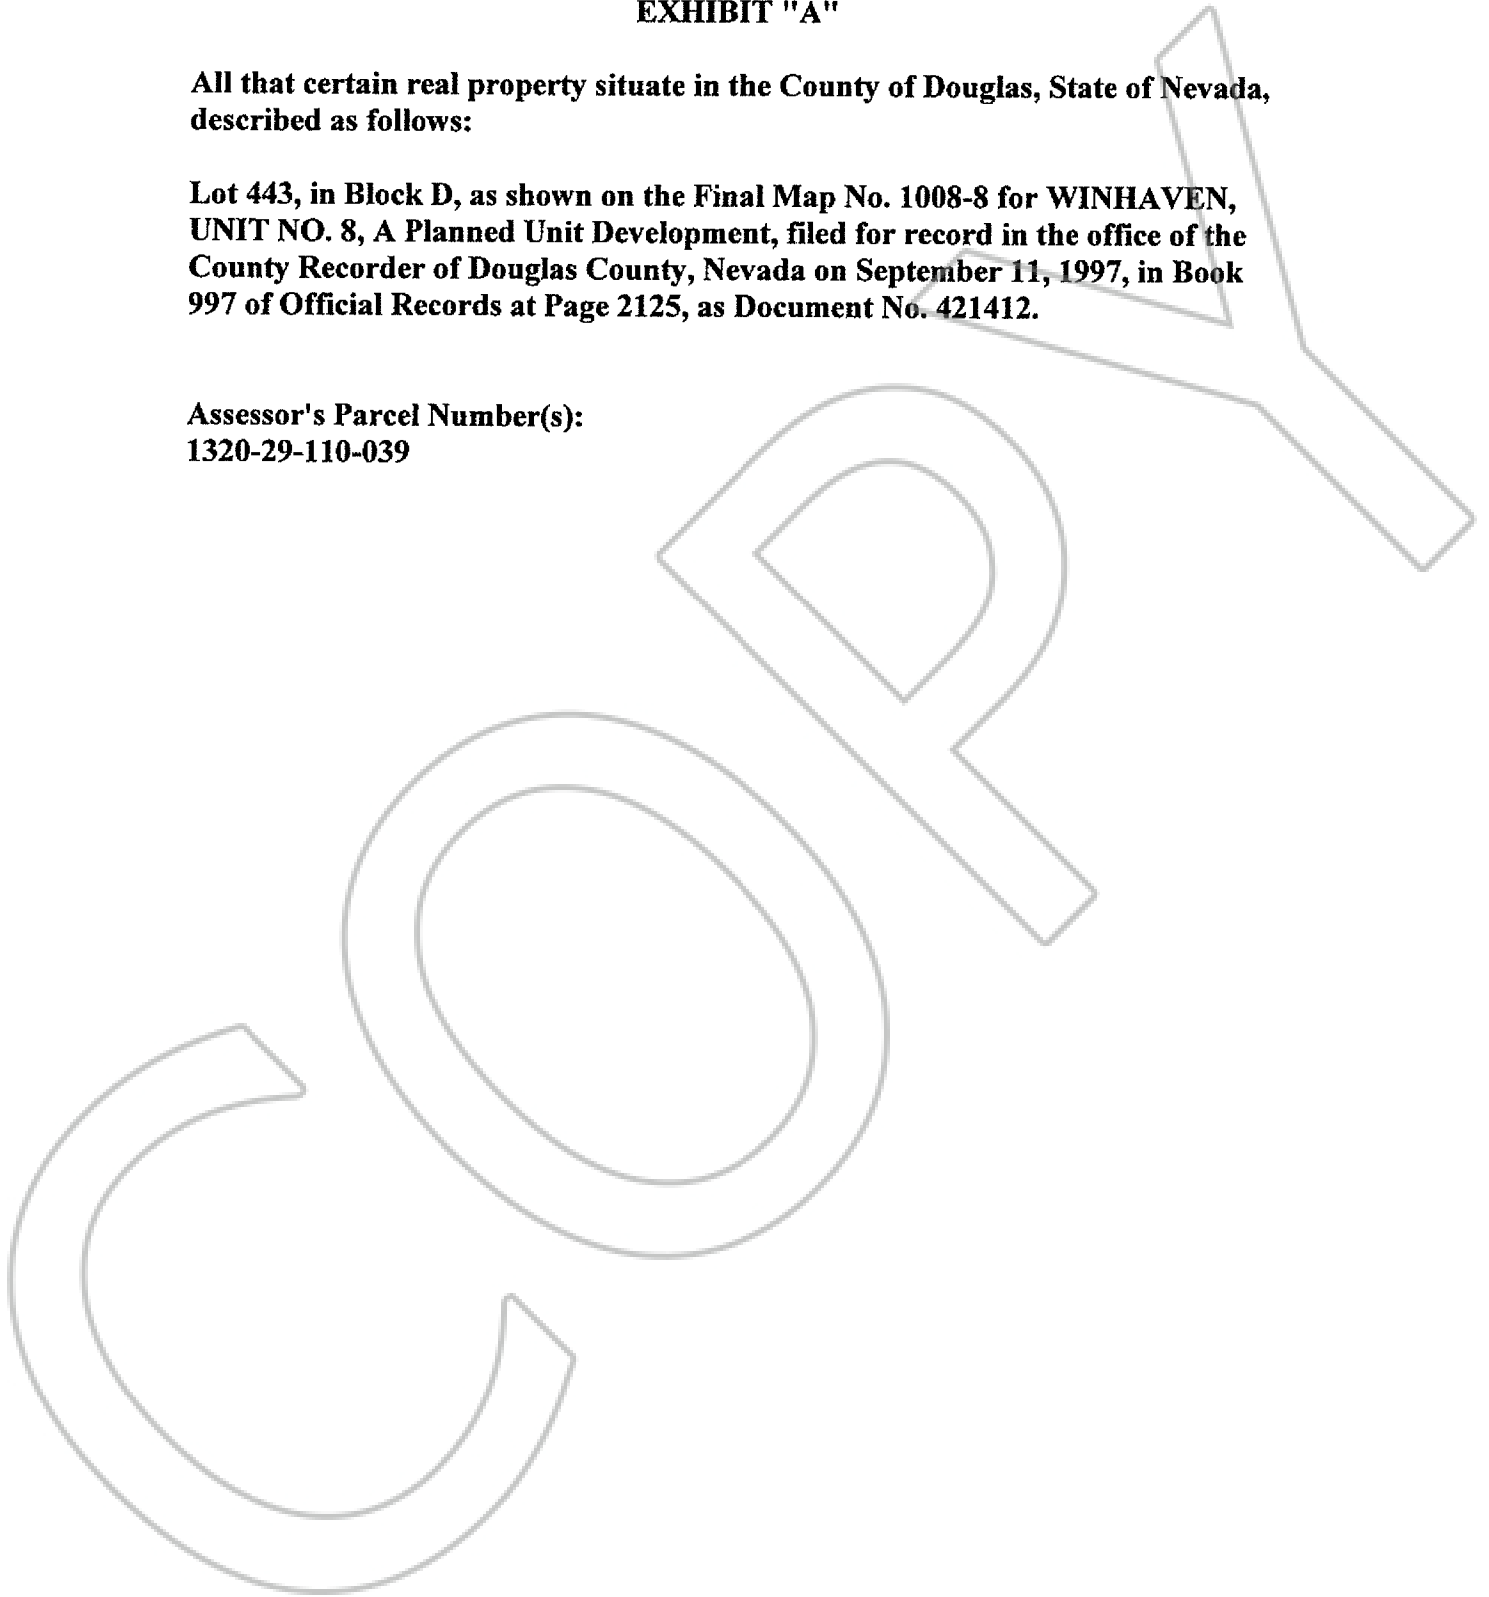 EXHIBIT "A"
All that certain real property situate in the County of Douglas, State of Nevada,
described as follows:
Lot 443, in Block D, as shown on the Final Map No. 1008-8 for WINHAVEN,
UNIT NO. 8, A Planned Unit Development, filed for record in the office of the
County Recorder of Douglas County, Nevada on September 11, 1997, in Book
997 of Official Records at Page 2125, as Document No. 421412.
Assessor's Parcel Number(s):
1320-29-110-039
COPY